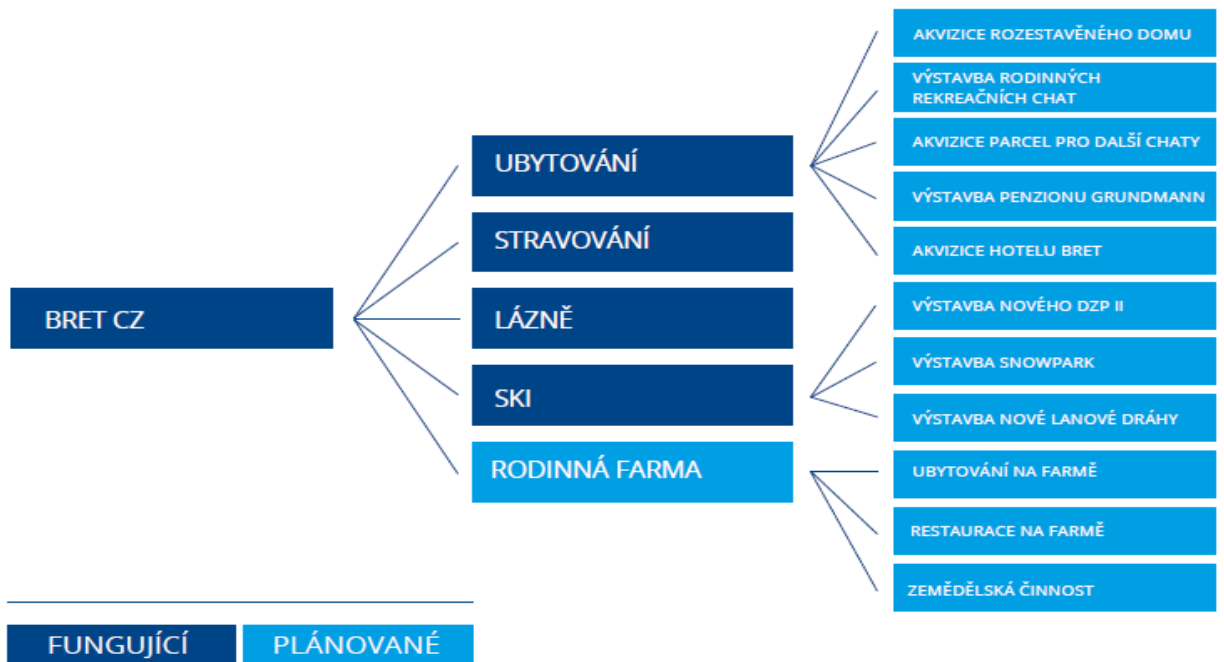 BRET CZ
UBYTOVÁNÍ
STRAVOVÁNÍ
LÁZNĚ
SKI
RODINNÁ FARMA
AKVIZICE ROZESTAVĚNÉHO DOMU
VÝSTAVBA RODINNÝCH
REKREAČNÍCH CHAT
AKVIZICE PARCEL PRO DALŠÍ CHATY
VÝSTAVBA PENZIONU GRUNDMANN
AKVIZICE HOTELU BRET
VÝSTAVBA NOVÉHO DZP II
VÝSTAVBA SNOWPARK
VÝSTAVBA NOVÉ LANOVÉ DRÁHY
UBYTOVÁNÍ NA FARMĚ
RESTAURACE NA FARMĚ
ZEMĚDĚLSKÁ ČINNOST
FUNGUJÍCÍ
PLÁNOVANÉ